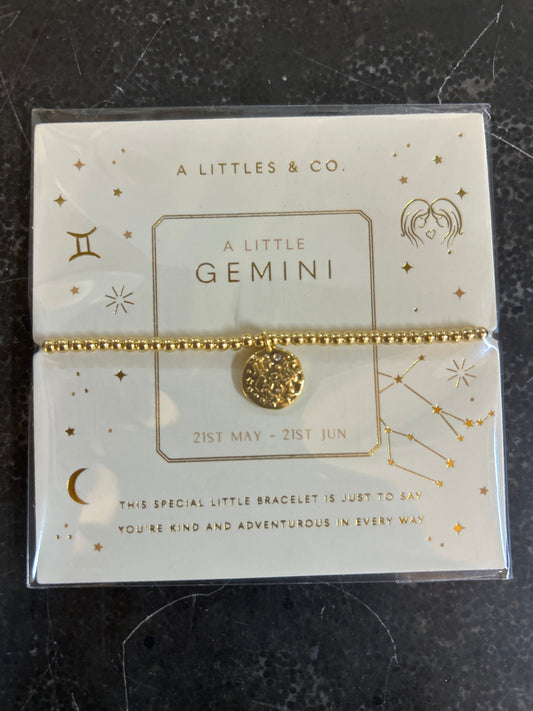 A LITTLES & CO.
A LITTLE
GEMINI
21ST MAY - 21ST JUN
THIS SPECIAL LITTLE BRACELET IS JUST TO SAY
YOU'RE KIND AND ADVENTUROUS IN EVERY WAY